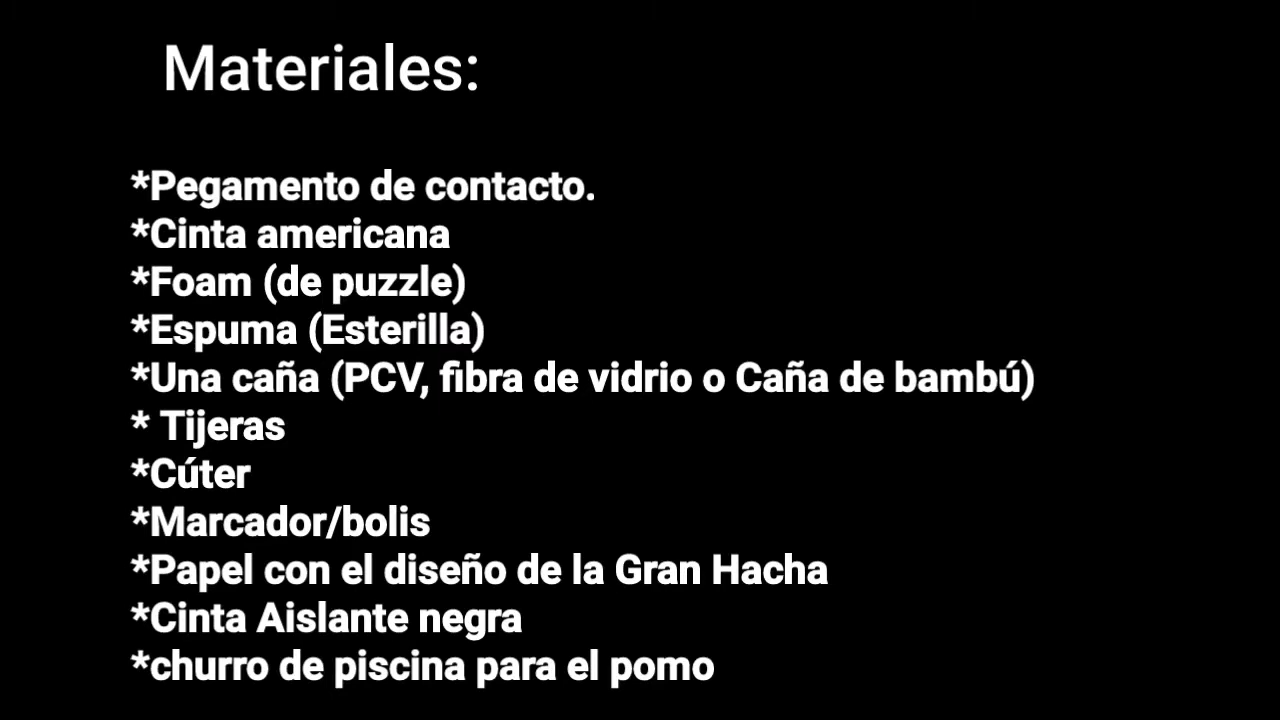 Materiales:
*Pegamento de contacto.
*Cinta americana
*Foam (de puzzle)
*Espuma (Esterilla)
*Una caña (PCV, fibra de vidrio o Caña de bambú)
* Tijeras
*Cúter
*Marcador/bolis
*Papel con el diseño de la Gran Hacha
*Cinta Aislante negra
*churro de piscina para el pomo